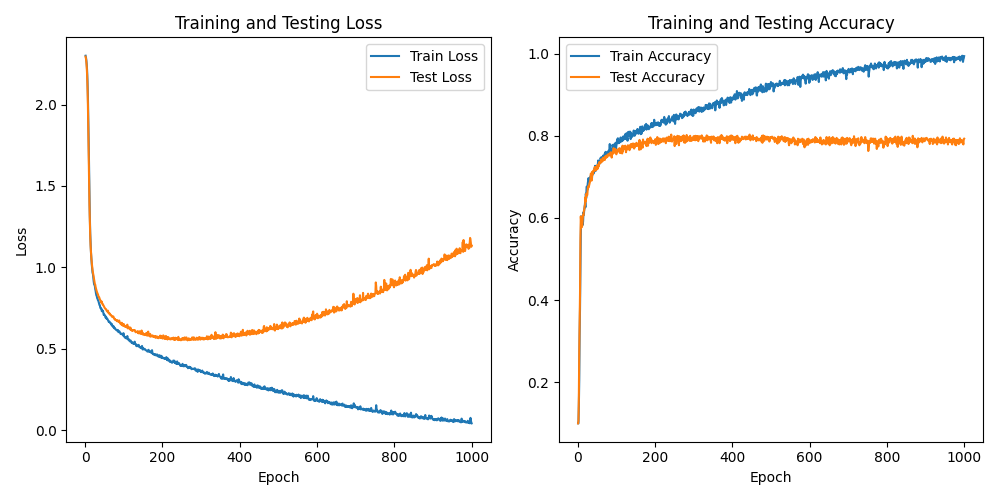 Training and Testing Loss
Train Loss
Test Loss
2.0
1.5
1.0
0.5
0.0
Loss
0 200 400 600 800 1000
Epoch
Training and Testing Accuracy
Train Accuracy
Test Accuracy
1.0
0.8
0.6
0.4
0.2
Accuracy
0 200 400 600 800 1000
Epoch